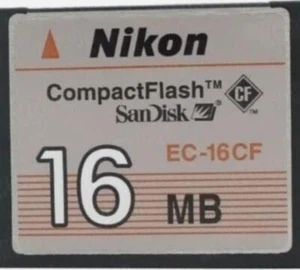 Nikon
CompactFlash™ CF
SanDisk
EC-16CF
16 MB